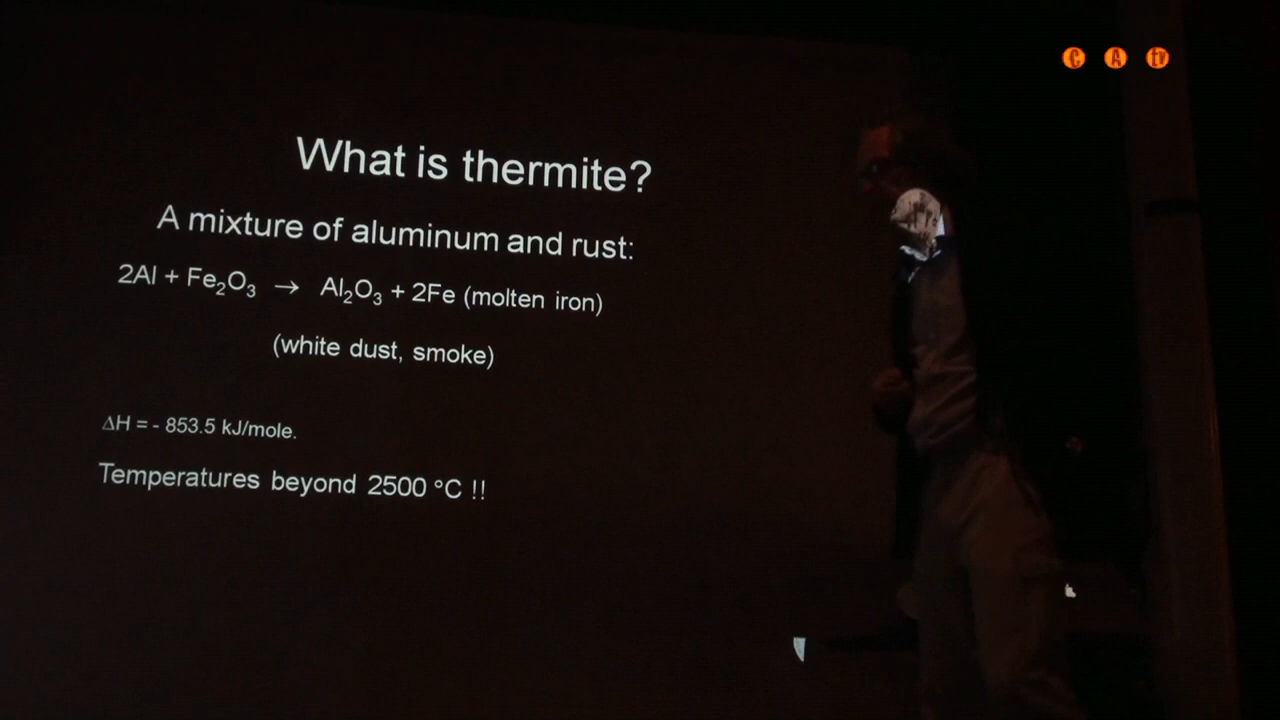 C A tv
What is thermite?
A mixture of aluminum and rust:
2Al + Fe₂O₃ → Al₂O₃ + 2Fe (molten iron)
(white dust, smoke)
ΔH = - 853.5 kJ/mole.
Temperatures beyond 2500 °C !!